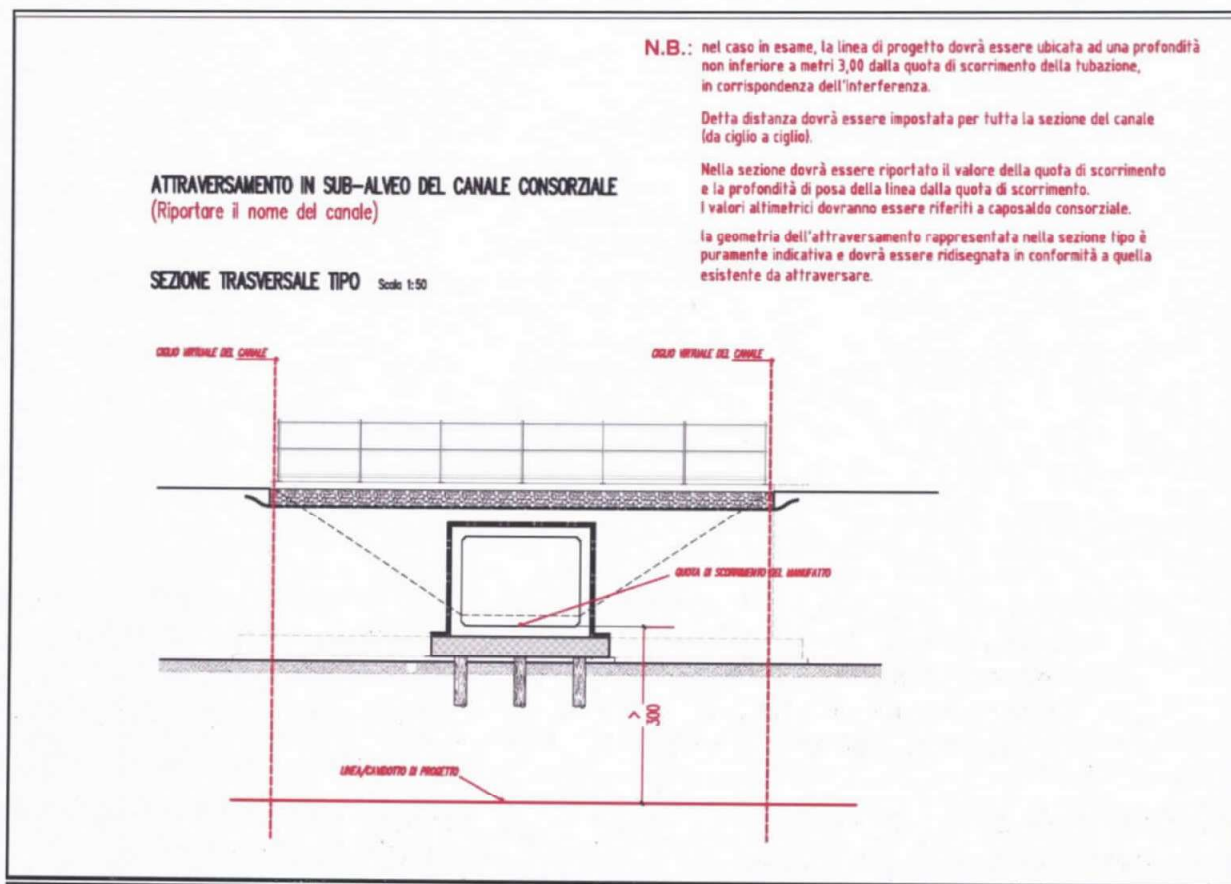 N.B.: nel caso in esame, la linea di progetto dovrà essere ubicata ad una profondità
non inferiore a metri 3,00 dalla quota di scorrimento della tubazione,
in corrispondenza dell'interferenza.
Detta distanza dovrà essere impostata per tutta la sezione del canale
(da ciglio a ciglio).
Nella sezione dovrà essere riportato il valore della quota di scorrimento
e la profondità di posa della linea dalla quota di scorrimento.
I valori altimetrici dovranno essere riferiti a caposaldo consorziale.
la geometria dell'attraversamento rappresentata nella sezione tipo è
puramente indicativa e dovrà essere ridisegnata in conformità a quella
esistente da attraversare.
ATTRAVERSAMENTO IN SUB-ALVEO DEL CANALE CONSORZIALE
(Riportare il nome del canale)
SEZIONE TRASVERSALE TIPO Scala 1:50
CIGLIO VIRTUALE DEL CANALE
CIGLIO VIRTUALE DEL CANALE
QUOTA DI SCORRIMENTO DEL MANUFATTO
> 300
LINEA/CAVIDOTTO DI PROGETTO